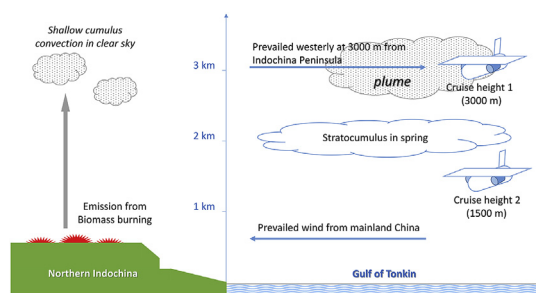 Shallow cumulus
convection in clear sky
Prevailed westerly at 3000 m from
Indochina Peninsula
plume
3 km
Cruise height 1
(3000 m)
2 km
Stratocumulus in spring
Emission from
Biomass burning
1 km
Cruise height 2
(1500 m)
Prevailed wind from mainland China
Northern Indochina
Gulf of Tonkin